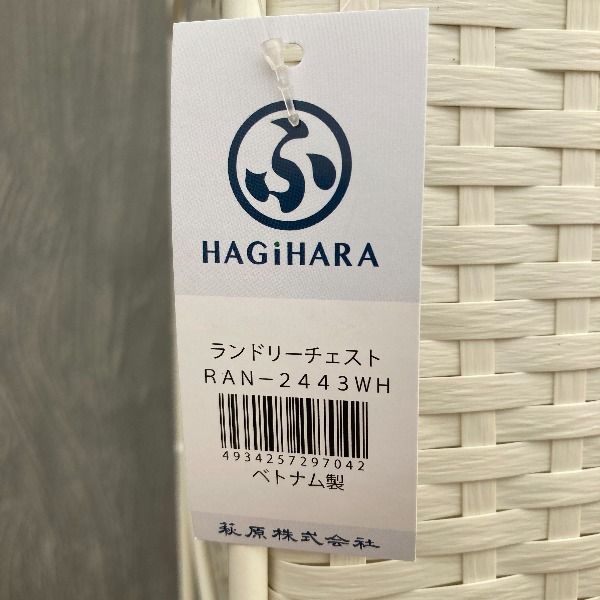 ふ
HAGiHARA
ランドリーチェスト
RAN-2443WH
4934257297042
ベトナム製
萩原株式会社